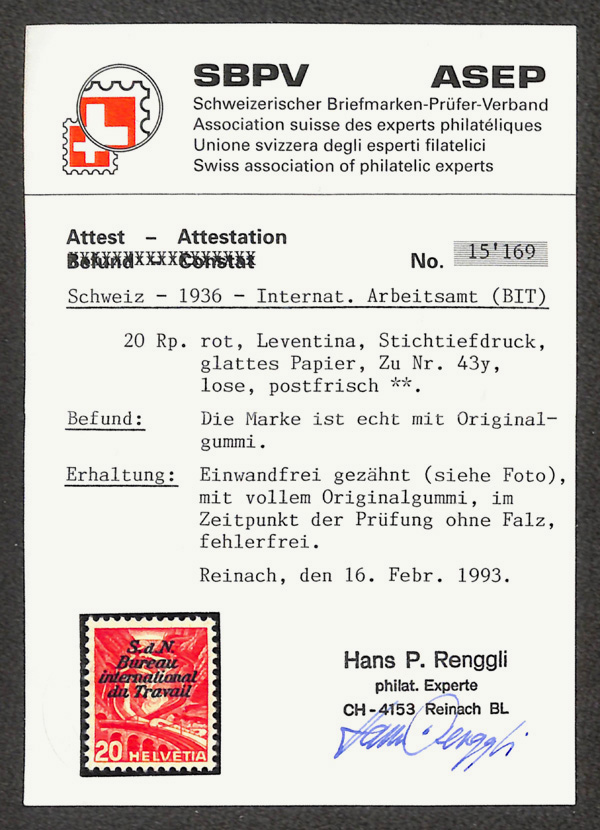 SBPV ASEP
Schweizerischer Briefmarken-Prüfer-Verband
Association suisse des experts philatéliques
Unione svizzera degli esperti filatelici
Swiss association of philatelic experts
Attest – Attestation
Befund – Constat
No. 15'169
Schweiz - 1936 - Internat. Arbeitsamt (BIT)
20 Rp. rot, Leventina, Stichtiefdruck,
glattes Papier, Zu Nr. 43y,
lose, postfrisch **.
Befund: Die Marke ist echt mit Original-
gummi.
Erhaltung: Einwandfrei gezähnt (siehe Foto),
mit vollem Originalgummi, im
Zeitpunkt der Prüfung ohne Falz,
fehlerfrei.
Reinach, den 16. Febr. 1993.
S.d.N.
Bureau
international
du Travail
20 HELVETIA
Hans P. Renggli
philat. Experte
CH-4153 Reinach BL
Hans P. Renggli